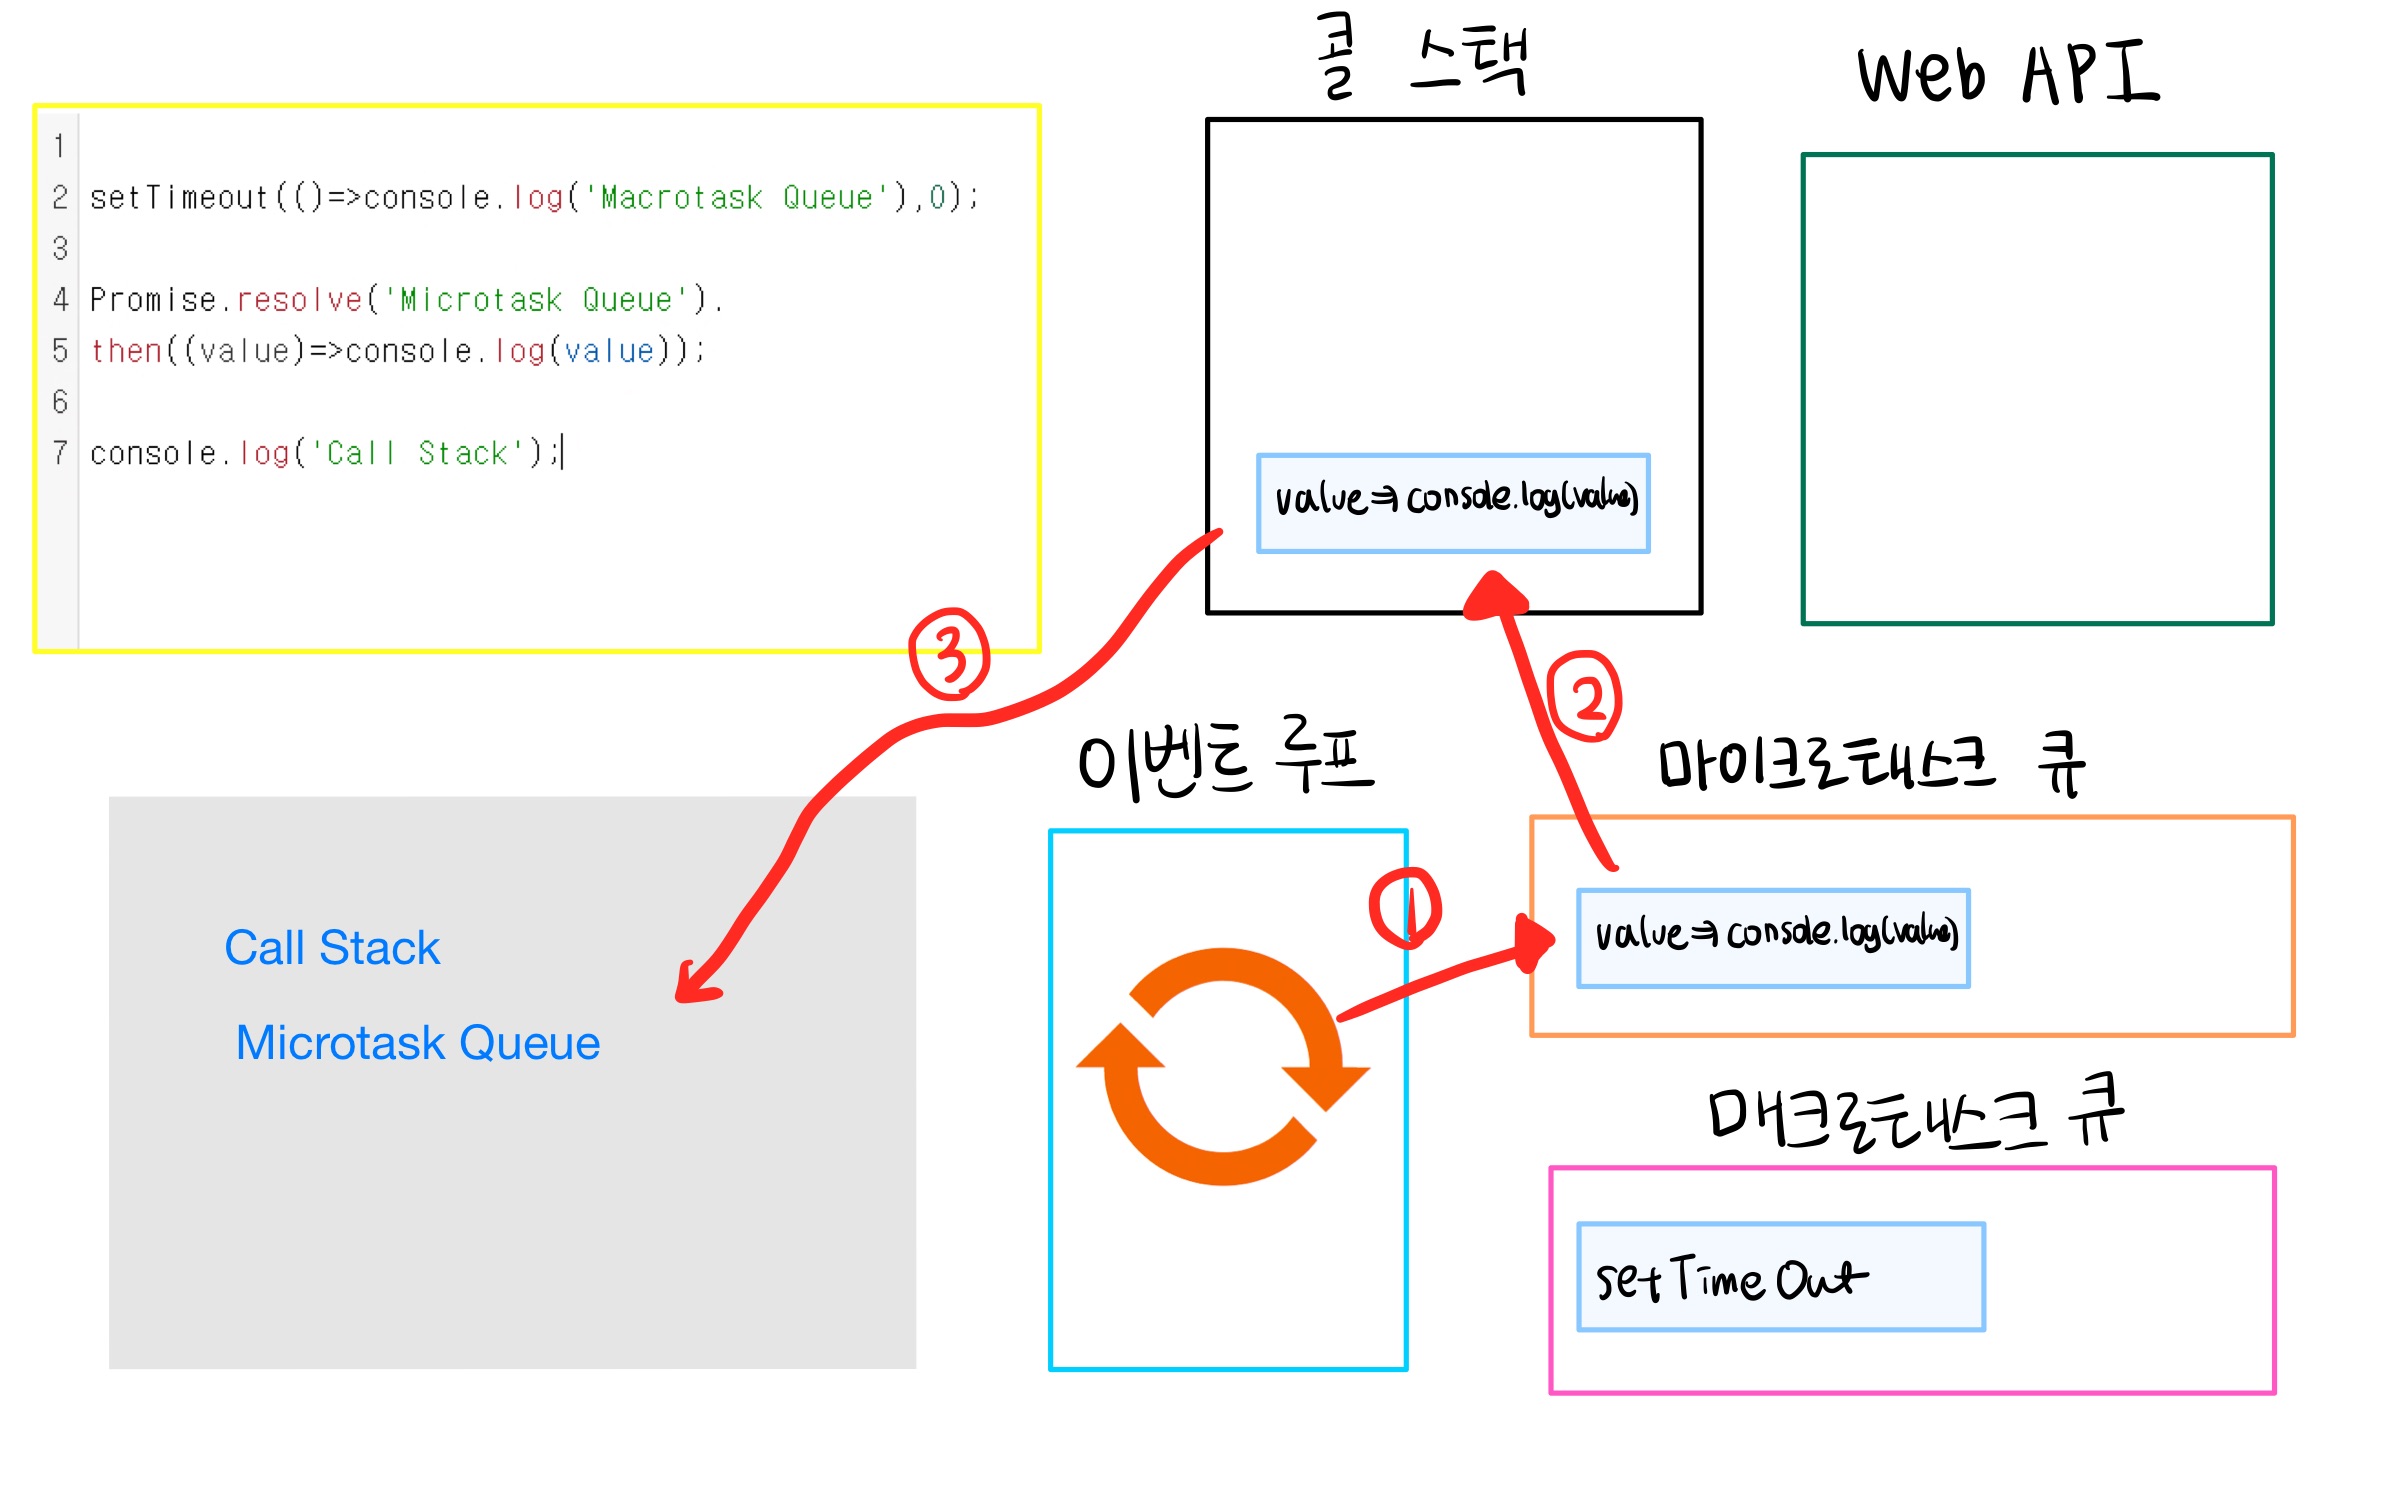 콜 스택
Web API
1
2 setTimeout(()=>console.log('Macrotask Queue'),0);
3
4 Promise.resolve('Microtask Queue').
5 then((value)=>console.log(value));
6
7 console.log('Call Stack');
value => console.log(value)
③
②
이벤트 루프
마이크로태스크 큐
①
value => console.log(value)
Call Stack
Microtask Queue
매크로태스크 큐
setTimeOut